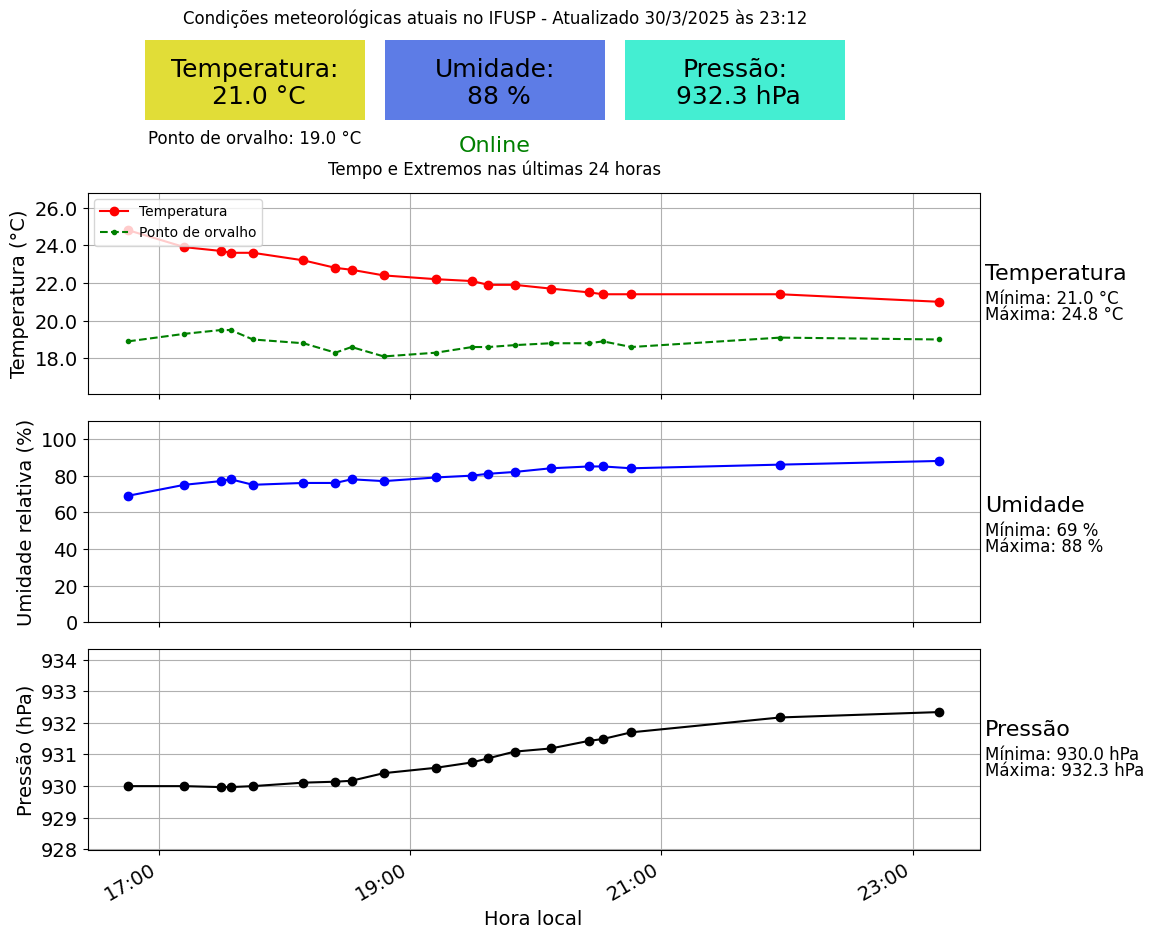 Condições meteorológicas atuais no IFUSP - Atualizado 30/3/2025 às 23:12
Temperatura:
21.0 °C
Umidade:
88 %
Pressão:
932.3 hPa
Ponto de orvalho: 19.0 °C
Online
Tempo e Extremos nas últimas 24 horas
Temperatura (°C)
26.0
24.0
22.0
20.0
18.0
Temperatura
Ponto de orvalho
Temperatura
Mínima: 21.0 °C
Máxima: 24.8 °C
Umidade relativa (%)
100
80
60
40
20
0
Umidade
Mínima: 69 %
Máxima: 88 %
Pressão (hPa)
934
933
932
931
930
929
928
Pressão
Mínima: 930.0 hPa
Máxima: 932.3 hPa
17:00
19:00
21:00
23:00
Hora local